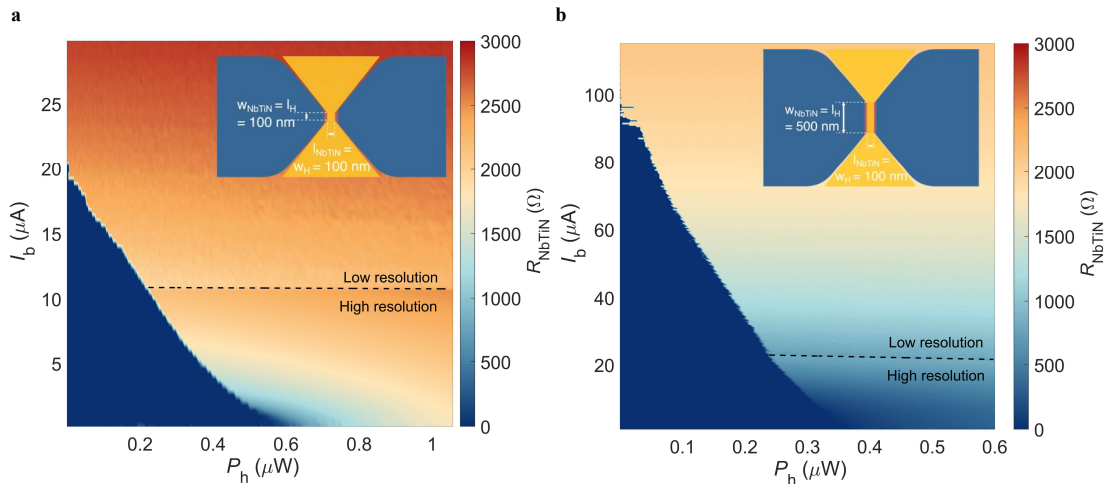 a
I_b (μA)
25
20
15
10
5
0.2
0.4
0.6
0.8
1
P_h (μW)
w_NbTiN = l_H
= 100 nm
l_NbTiN =
w_H = 100 nm
Low resolution
High resolution
3000
2500
2000
1500
1000
500
0
R_NbTiN (Ω)
b
I_b (μA)
100
80
60
40
20
0.1
0.2
0.3
0.4
0.5
0.6
P_h (μW)
w_NbTiN = l_H
= 500 nm
l_NbTiN =
w_H = 100 nm
Low resolution
High resolution
3000
2500
2000
1500
1000
500
0
R_NbTiN (Ω)